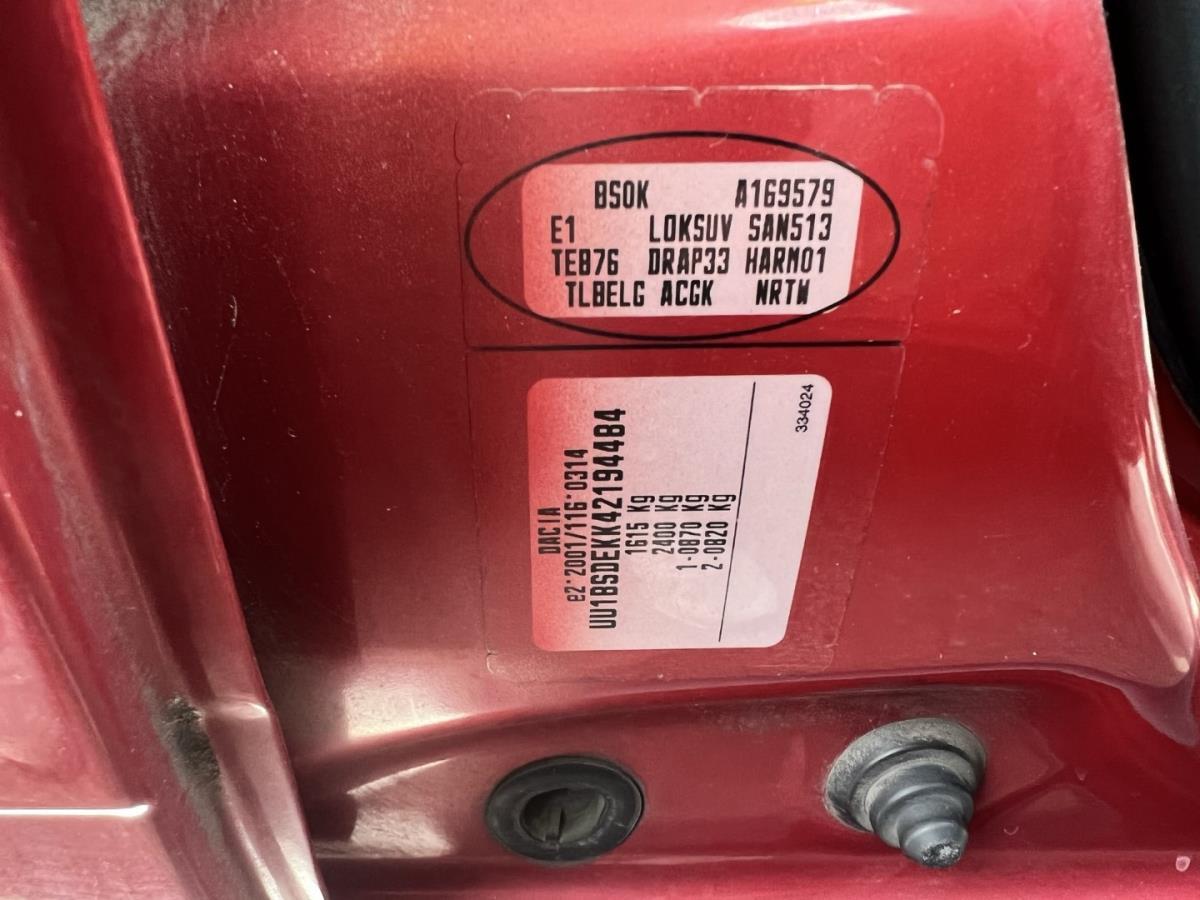 BS0K A169579
E1 LOKSUV SAN513
TEB76 DRAP33 HARM01
TLBELG ACGK NRTW
DACIA
e2*2001/116*0314
UU1BSDEKK42194484
1615 Kg
2400 Kg
1-0870 Kg
2-0820 Kg
334024